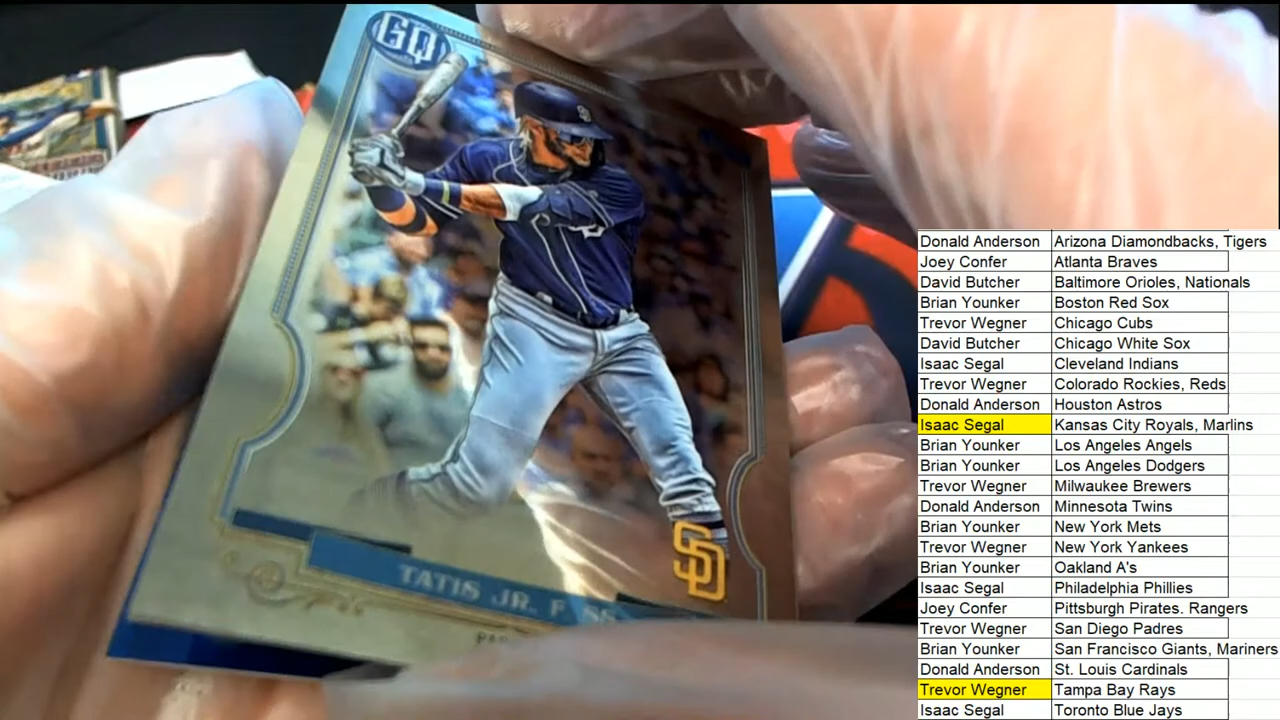 GQ
SD
TATIS JR. F SS
SD
Donald Anderson Arizona Diamondbacks, Tigers
Joey Confer Atlanta Braves
David Butcher Baltimore Orioles, Nationals
Brian Younker Boston Red Sox
Trevor Wegner Chicago Cubs
David Butcher Chicago White Sox
Isaac Segal Cleveland Indians
Trevor Wegner Colorado Rockies, Reds
Donald Anderson Houston Astros
Isaac Segal Kansas City Royals, Marlins
Brian Younker Los Angeles Angels
Brian Younker Los Angeles Dodgers
Trevor Wegner Milwaukee Brewers
Donald Anderson Minnesota Twins
Brian Younker New York Mets
Trevor Wegner New York Yankees
Brian Younker Oakland A's
Isaac Segal Philadelphia Phillies
Joey Confer Pittsburgh Pirates. Rangers
Trevor Wegner San Diego Padres
Brian Younker San Francisco Giants, Mariners
Donald Anderson St. Louis Cardinals
Trevor Wegner Tampa Bay Rays
Isaac Segal Toronto Blue Jays